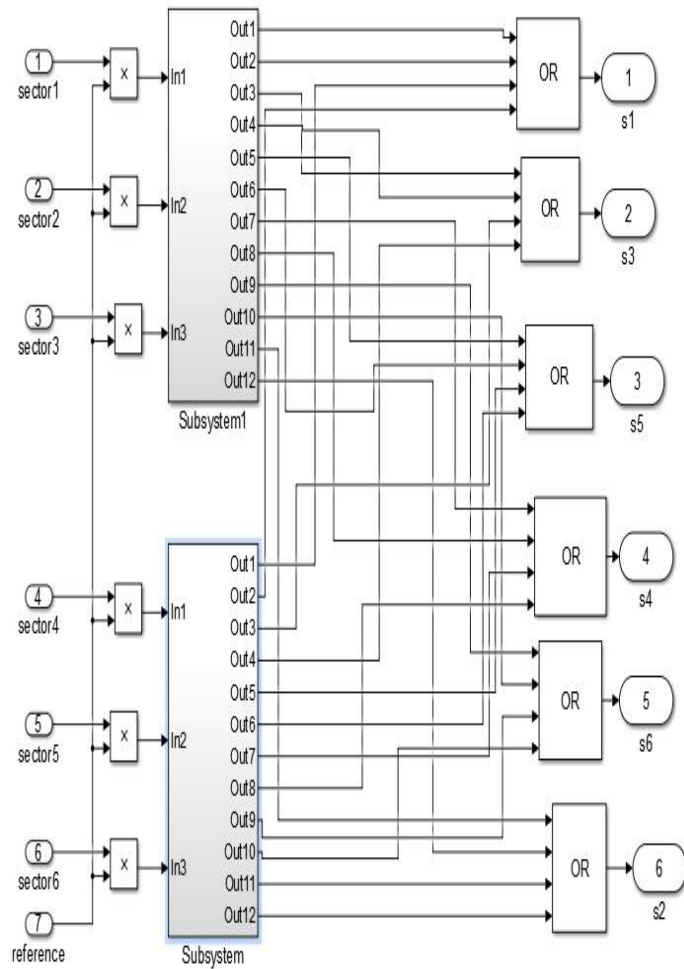 1
sector1
×
2
sector2
×
3
sector3
×
In1
In2
In3
Out1
Out2
Out3
Out4
Out5
Out6
Out7
Out8
Out9
Out10
Out11
Out12
Subsystem1
OR
1
s1
OR
2
s3
OR
3
s5
4
sector4
×
5
sector5
×
6
sector6
×
7
reference
In1
In2
In3
Out1
Out2
Out3
Out4
Out5
Out6
Out7
Out8
Out9
Out10
Out11
Out12
Subsystem
OR
4
s4
OR
5
s6
OR
6
s2